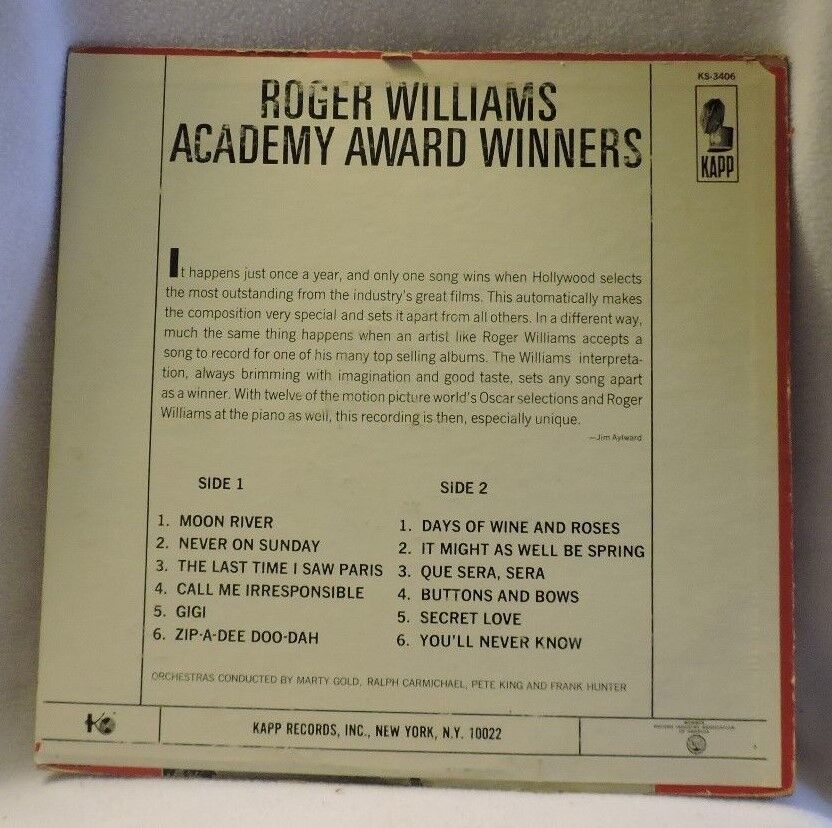 KS-3406
KAPP
ROGER WILLIAMS
ACADEMY AWARD WINNERS
It happens just once a year, and only one song wins when Hollywood selects
the most outstanding from the industry's great films. This automatically makes
the composition very special and sets it apart from all others. In a different way,
much the same thing happens when an artist like Roger Williams accepts a
song to record for one of his many top selling albums. The Williams interpreta-
tion, always brimming with imagination and good taste, sets any song apart
as a winner. With twelve of the motion picture world's Oscar selections and Roger
Williams at the piano as well, this recording is then, especially unique.
—Jim Aylward
SIDE 1
1. MOON RIVER
2. NEVER ON SUNDAY
3. THE LAST TIME I SAW PARIS
4. CALL ME IRRESPONSIBLE
5. GIGI
6. ZIP-A-DEE DOO-DAH
SIDE 2
1. DAYS OF WINE AND ROSES
2. IT MIGHT AS WELL BE SPRING
3. QUE SERA, SERA
4. BUTTONS AND BOWS
5. SECRET LOVE
6. YOU'LL NEVER KNOW
ORCHESTRAS CONDUCTED BY MARTY GOLD, RALPH CARMICHAEL, PETE KING AND FRANK HUNTER
KAPP RECORDS, INC., NEW YORK, N.Y. 10022
RECORD INDUSTRY ASSOCIATION
OF AMERICA